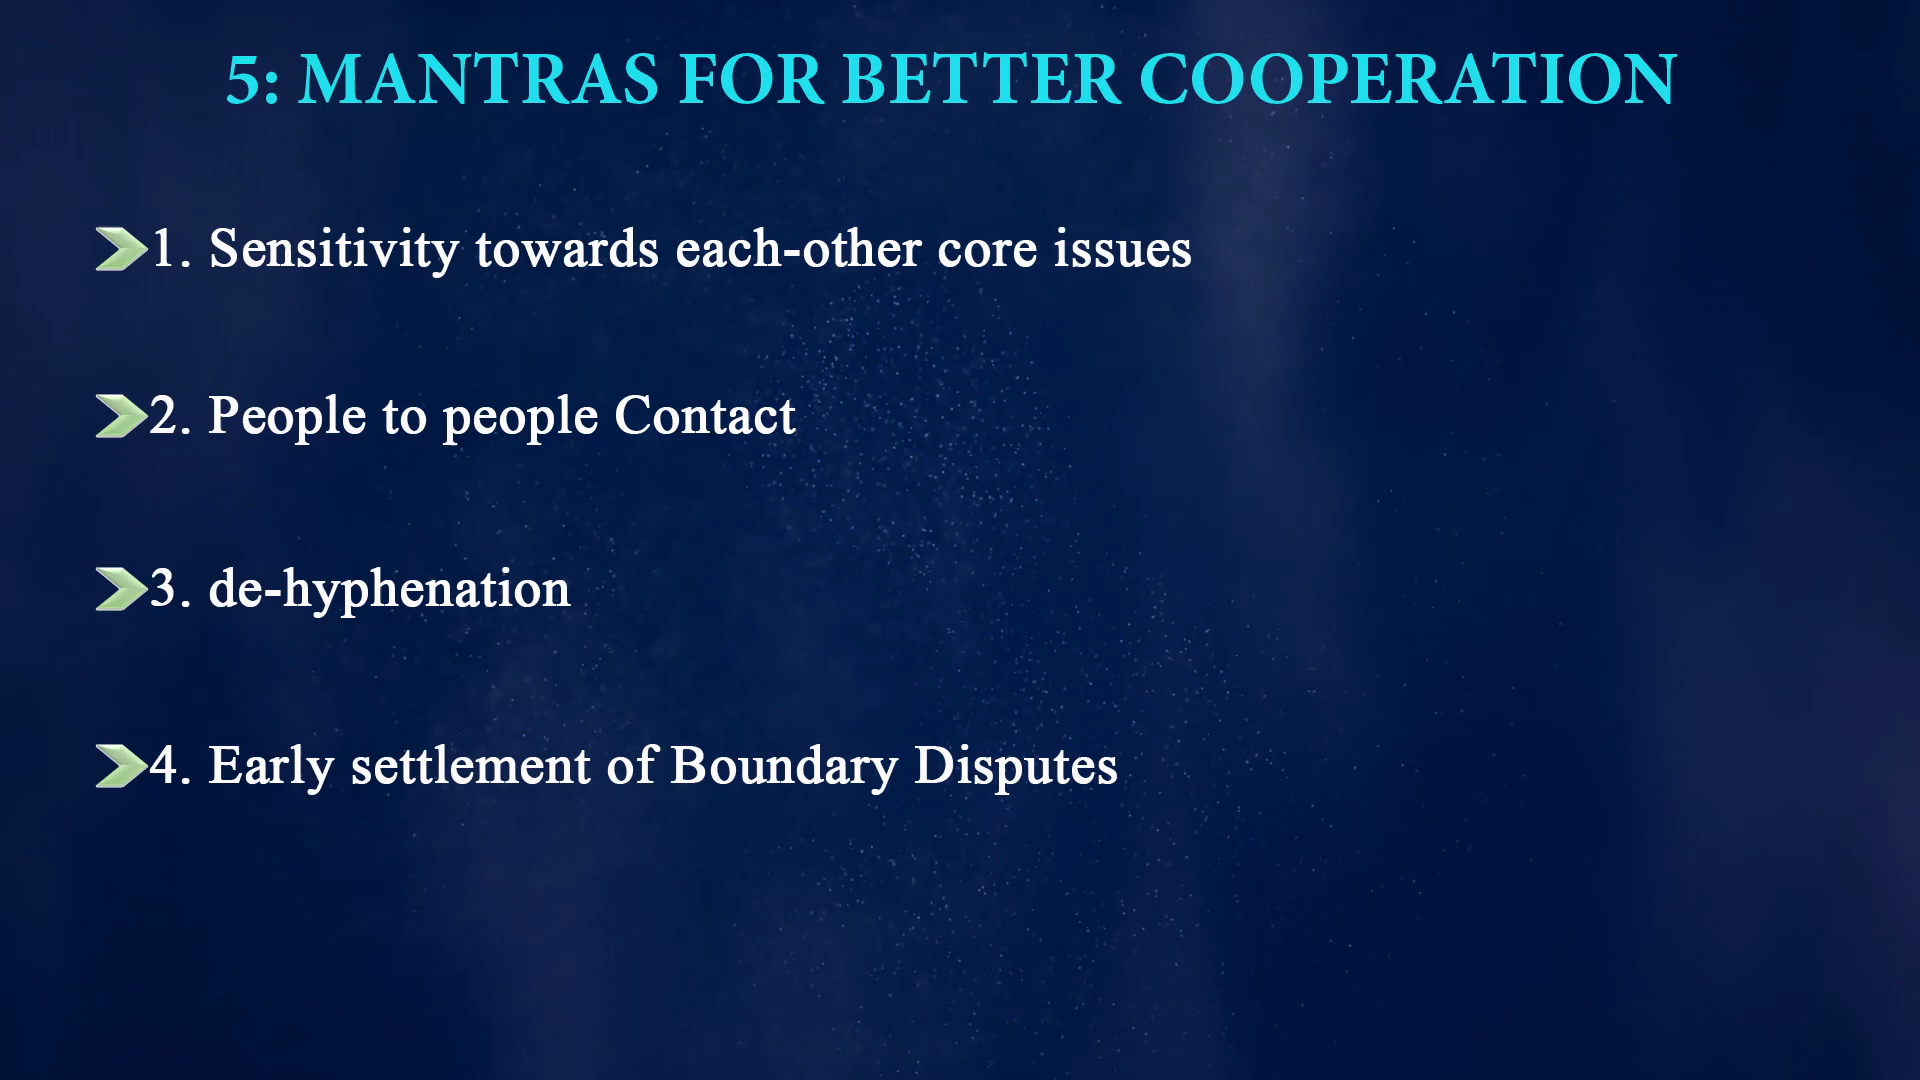 5: MANTRAS FOR BETTER COOPERATION
1. Sensitivity towards each-other core issues
2. People to people Contact
3. de-hyphenation
4. Early settlement of Boundary Disputes